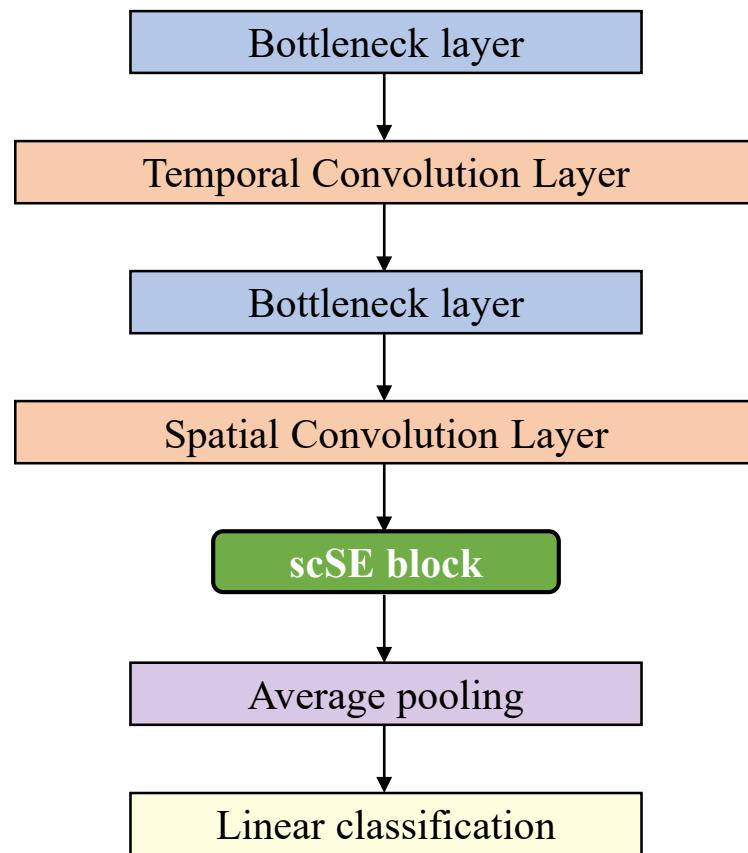 Bottleneck layer
Temporal Convolution Layer
Bottleneck layer
Spatial Convolution Layer
scSE block
Average pooling
Linear classification